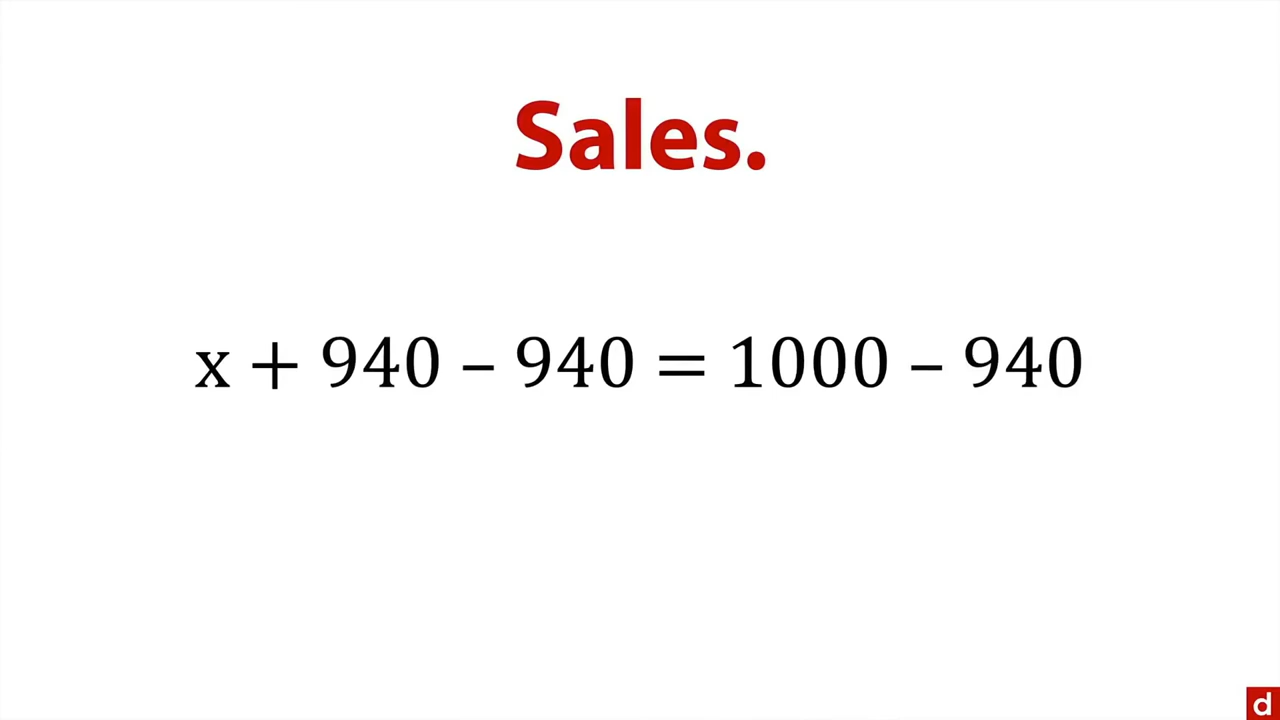 Sales.
x + 940 – 940 = 1000 – 940
d